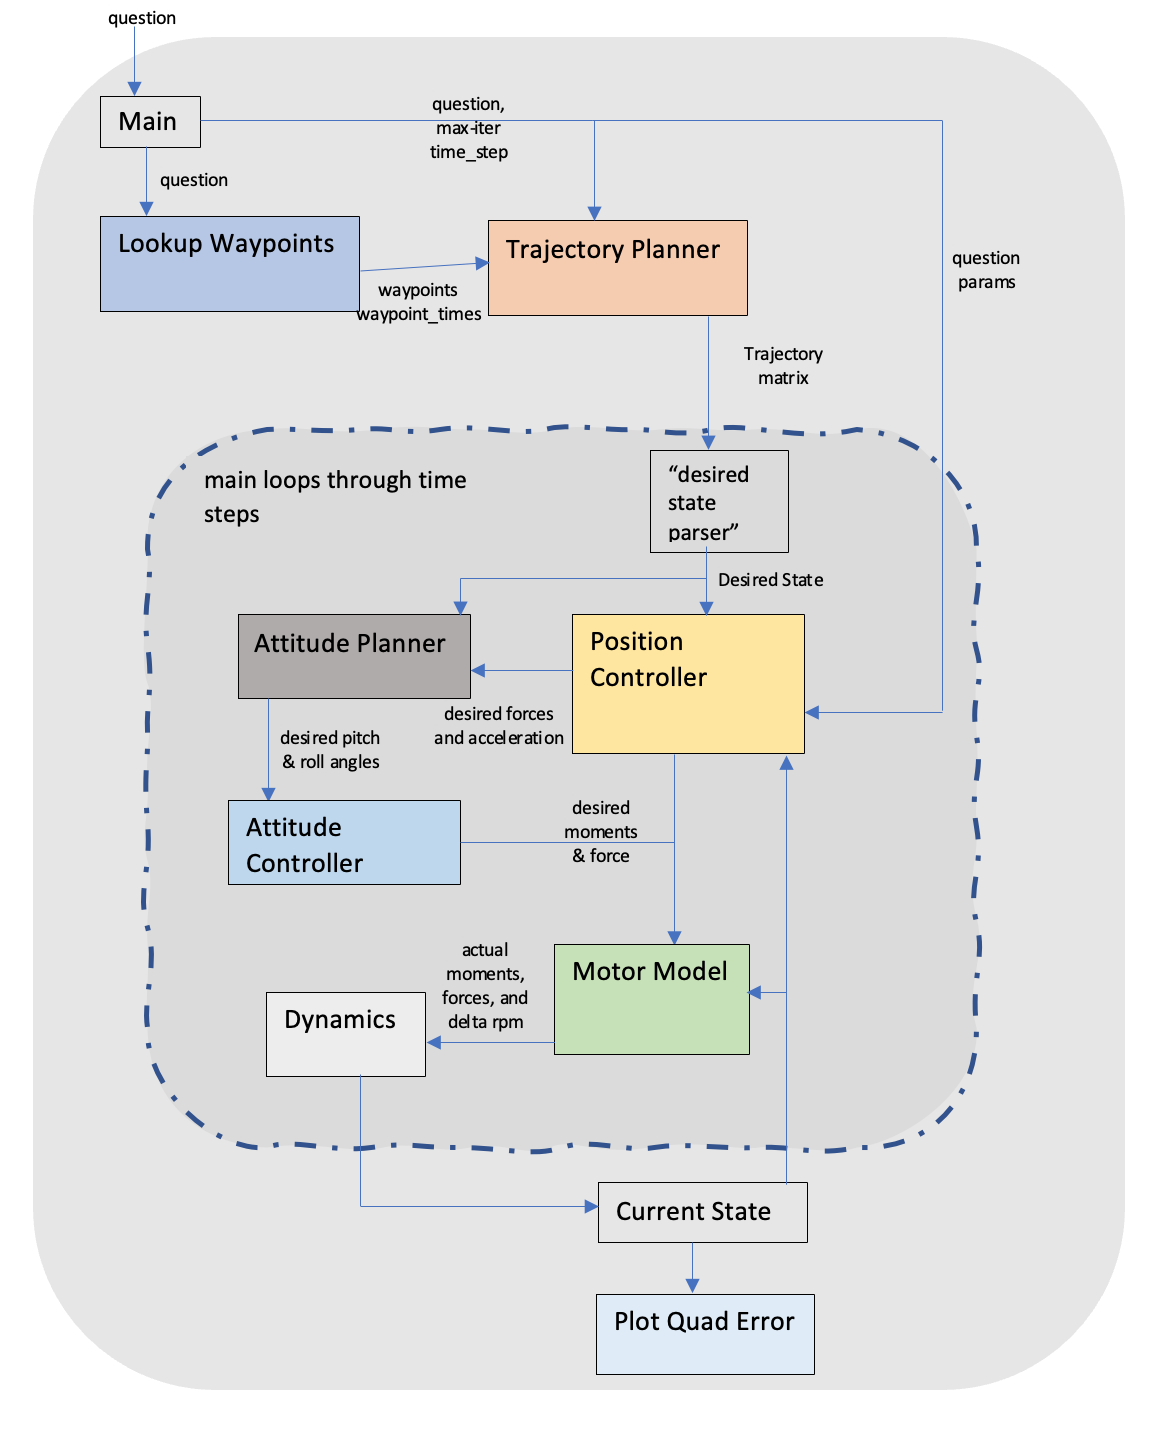 question
Main
question,
max-iter
time_step
question
Lookup Waypoints
Trajectory Planner
waypoints
waypoint_times
question
params
Trajectory
matrix
main loops through time
steps
“desired
state
parser”
Desired State
Attitude Planner
Position
Controller
desired forces
and acceleration
desired pitch
& roll angles
Attitude
Controller
desired
moments
& force
actual
moments,
forces, and
delta rpm
Motor Model
Dynamics
Current State
Plot Quad Error